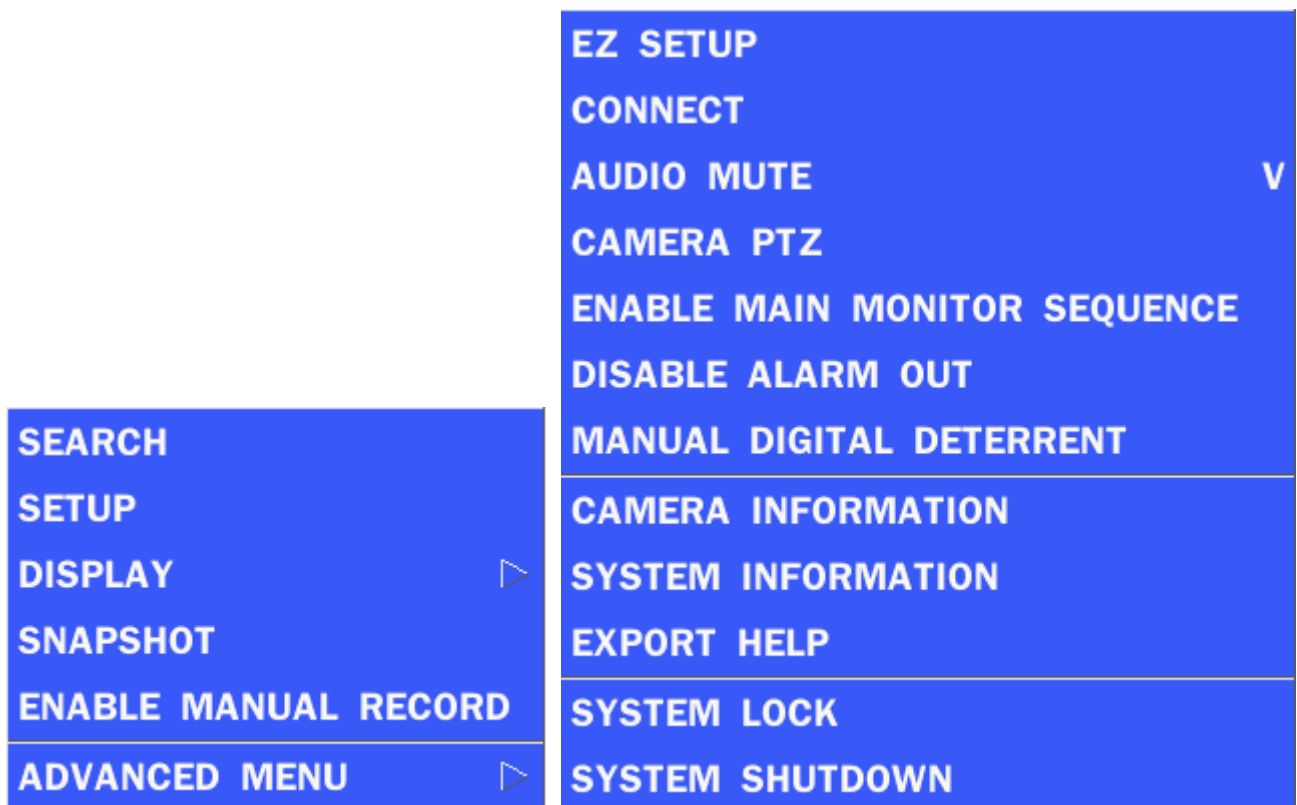 SEARCH
SETUP
DISPLAY
SNAPSHOT
ENABLE MANUAL RECORD
ADVANCED MENU
EZ SETUP
CONNECT
AUDIO MUTE V
CAMERA PTZ
ENABLE MAIN MONITOR SEQUENCE
DISABLE ALARM OUT
MANUAL DIGITAL DETERRENT
CAMERA INFORMATION
SYSTEM INFORMATION
EXPORT HELP
SYSTEM LOCK
SYSTEM SHUTDOWN